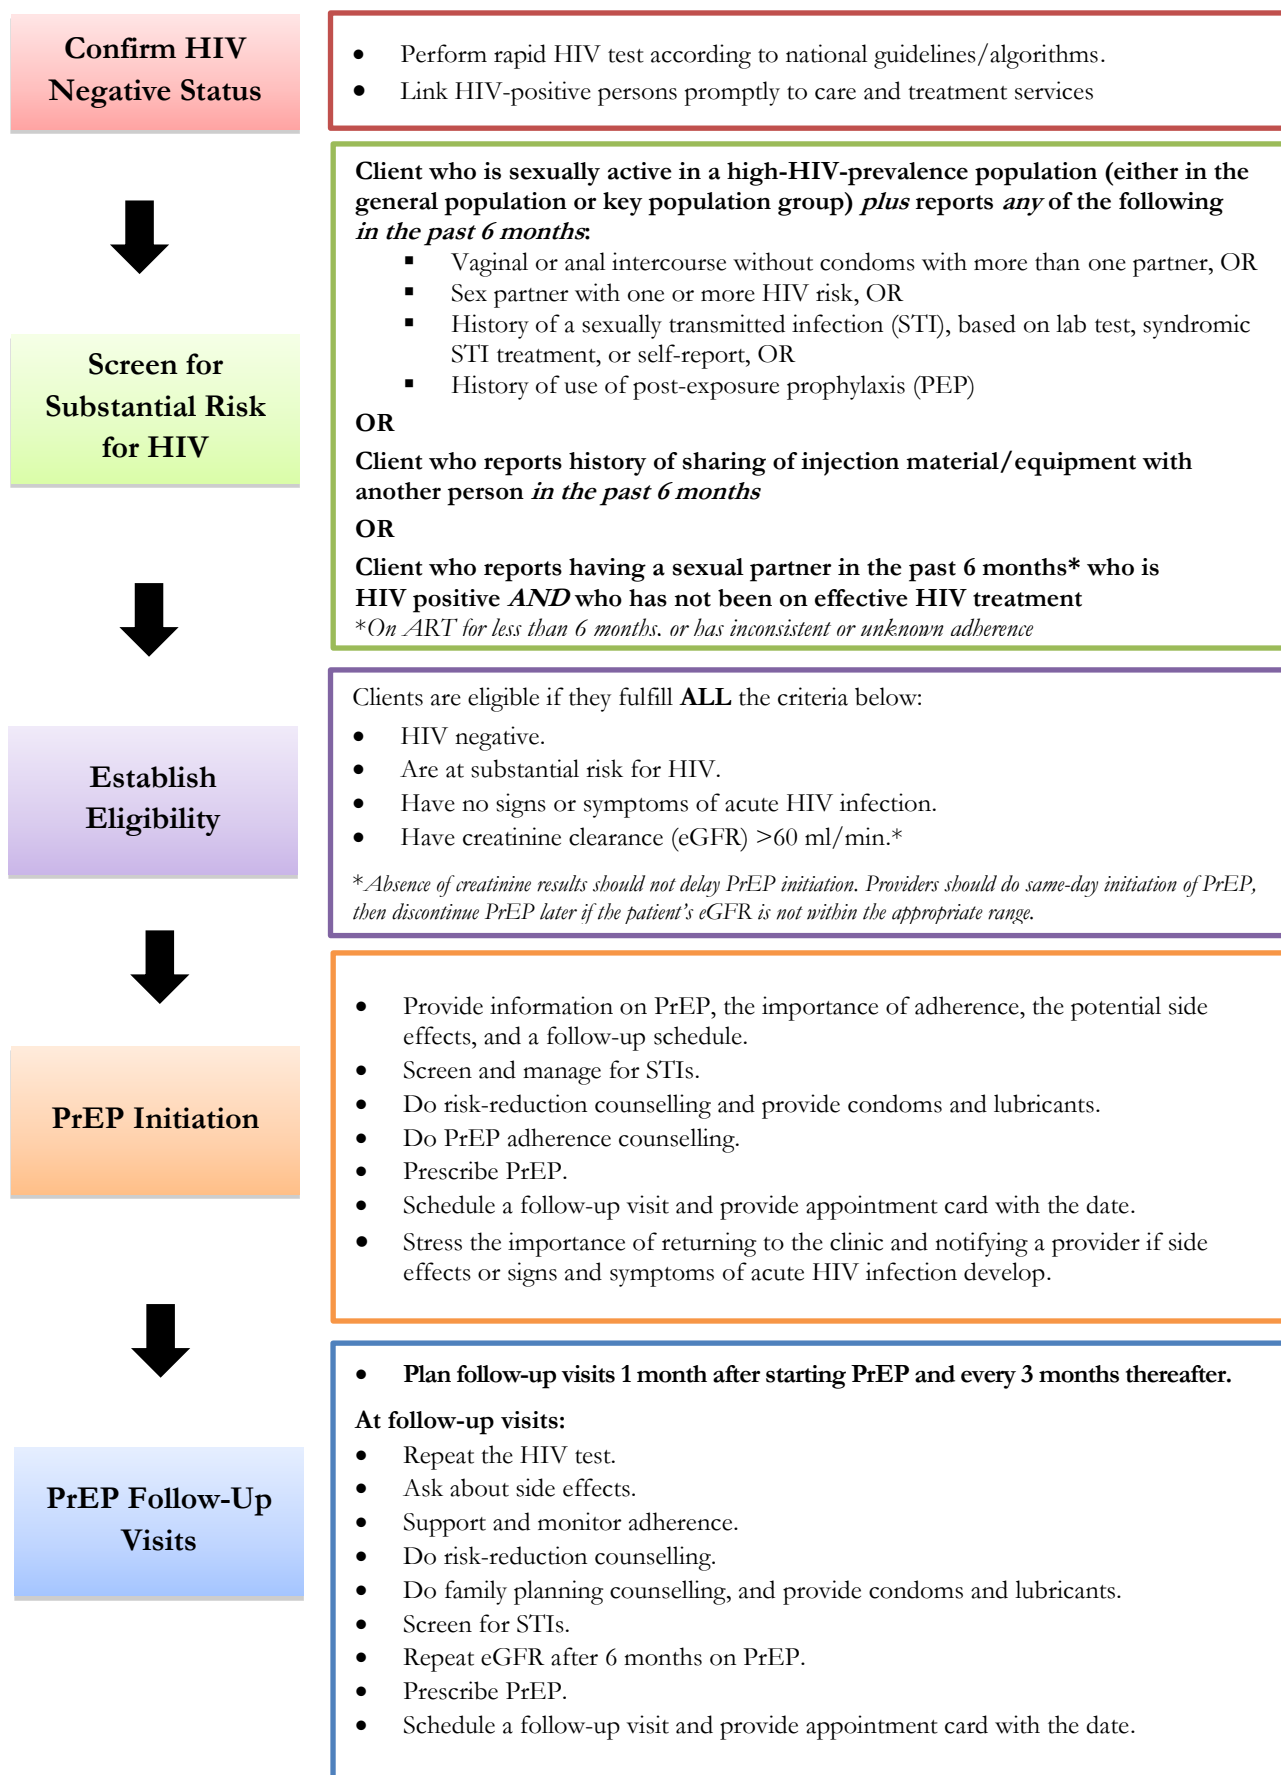 Confirm HIV
Negative Status
• Perform rapid HIV test according to national guidelines/algorithms.
• Link HIV-positive persons promptly to care and treatment services
Screen for
Substantial Risk
for HIV
Client who is sexually active in a high-HIV-prevalence population (either in the
general population or key population group) plus reports any of the following
in the past 6 months:
▪ Vaginal or anal intercourse without condoms with more than one partner, OR
▪ Sex partner with one or more HIV risk, OR
▪ History of a sexually transmitted infection (STI), based on lab test, syndromic
STI treatment, or self-report, OR
▪ History of use of post-exposure prophylaxis (PEP)
OR
Client who reports history of sharing of injection material/equipment with
another person in the past 6 months
OR
Client who reports having a sexual partner in the past 6 months* who is
HIV positive AND who has not been on effective HIV treatment
*On ART for less than 6 months. or has inconsistent or unknown adherence
Establish
Eligibility
Clients are eligible if they fulfill ALL the criteria below:
• HIV negative.
• Are at substantial risk for HIV.
• Have no signs or symptoms of acute HIV infection.
• Have creatinine clearance (eGFR) >60 ml/min.*
*Absence of creatinine results should not delay PrEP initiation. Providers should do same-day initiation of PrEP,
then discontinue PrEP later if the patient's eGFR is not within the appropriate range.
PrEP Initiation
• Provide information on PrEP, the importance of adherence, the potential side
effects, and a follow-up schedule.
• Screen and manage for STIs.
• Do risk-reduction counselling and provide condoms and lubricants.
• Do PrEP adherence counselling.
• Prescribe PrEP.
• Schedule a follow-up visit and provide appointment card with the date.
• Stress the importance of returning to the clinic and notifying a provider if side
effects or signs and symptoms of acute HIV infection develop.
PrEP Follow-Up
Visits
• Plan follow-up visits 1 month after starting PrEP and every 3 months thereafter.
At follow-up visits:
• Repeat the HIV test.
• Ask about side effects.
• Support and monitor adherence.
• Do risk-reduction counselling.
• Do family planning counselling, and provide condoms and lubricants.
• Screen for STIs.
• Repeat eGFR after 6 months on PrEP.
• Prescribe PrEP.
• Schedule a follow-up visit and provide appointment card with the date.